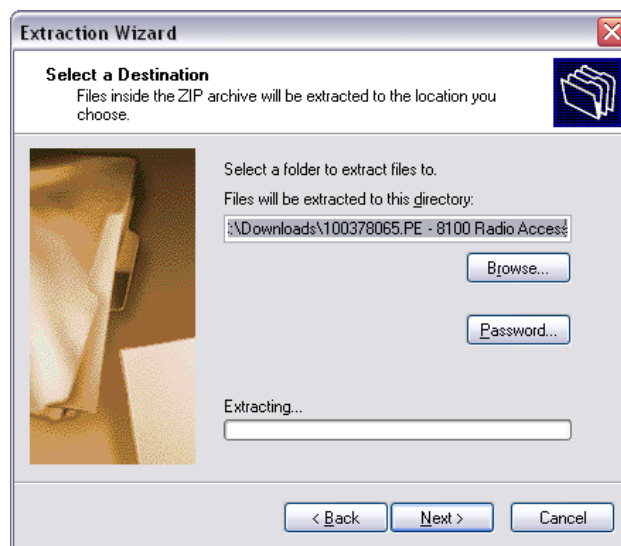 Extraction Wizard
Select a Destination
Files inside the ZIP archive will be extracted to the location you
choose.
Select a folder to extract files to.
Files will be extracted to this directory:
:\Downloads\100378065.PE - 8100 Radio Access
Browse...
Password...
Extracting...
< Back
Next >
Cancel